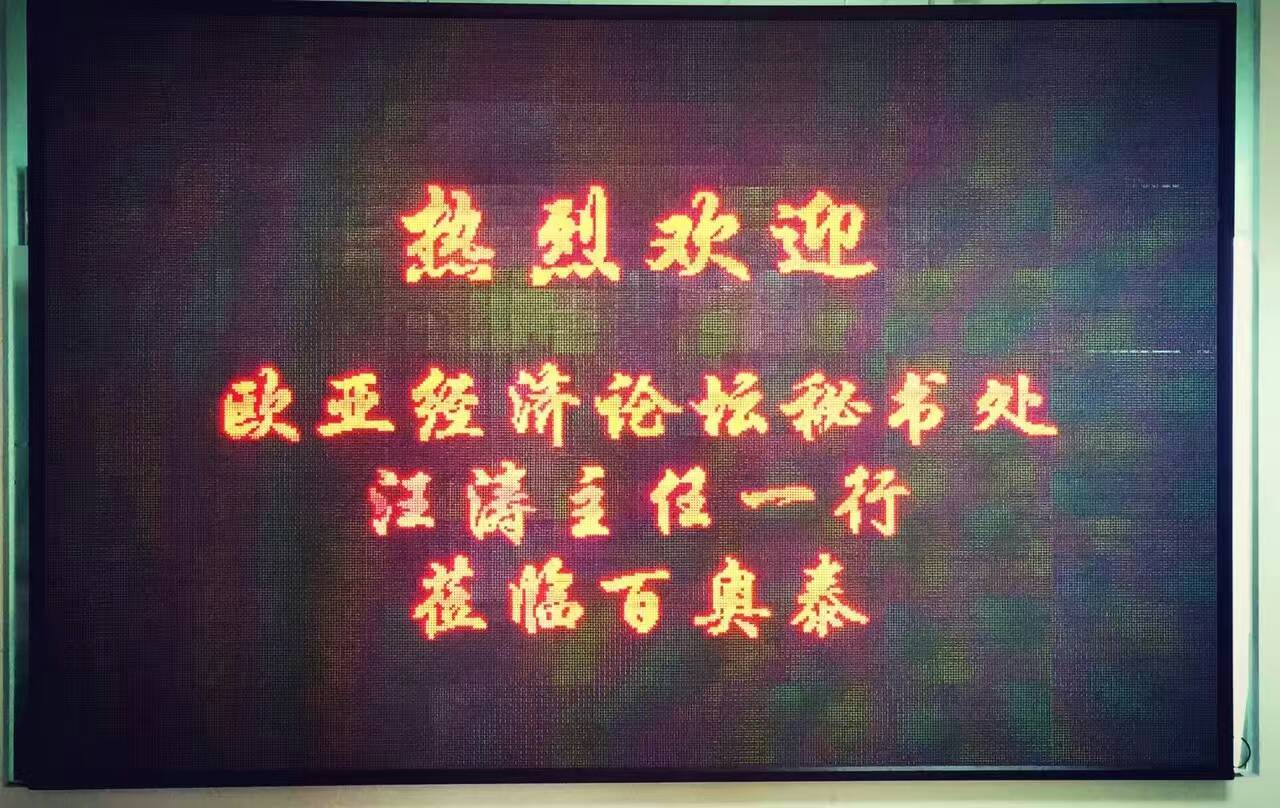 热烈欢迎
欧亚经济论坛秘书处
汪涛主任一行
莅临百奥泰